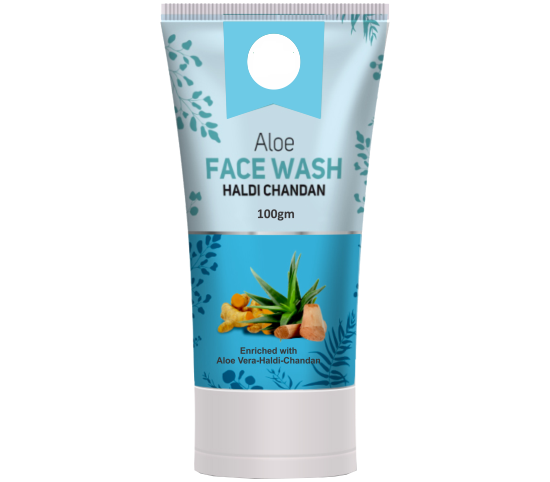 Aloe
FACE WASH
HALDI CHANDAN
100gm
Enriched with
Aloe Vera-Haldi-Chandan